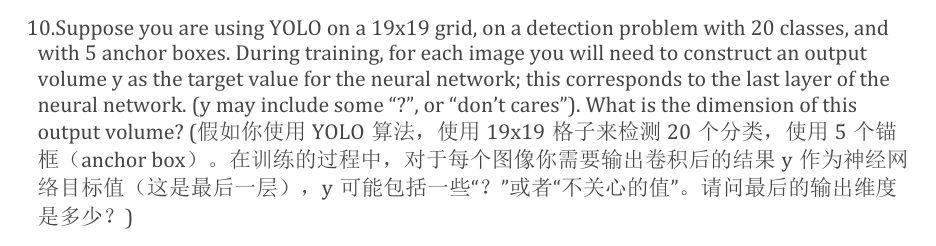 10.Suppose you are using YOLO on a 19x19 grid, on a detection problem with 20 classes, and
with 5 anchor boxes. During training, for each image you will need to construct an output
volume y as the target value for the neural network; this corresponds to the last layer of the
neural network. (y may include some “?”, or “don’t cares”). What is the dimension of this
output volume? (假如你使用 YOLO 算法，使用 19x19 格子来检测 20 个分类，使用 5 个锚
框（anchor box）。在训练的过程中，对于每个图像你需要输出卷积后的结果 y 作为神经网
络目标值（这是最后一层），y 可能包括一些“？”或者“不关心的值”。请问最后的输出维度
是多少？)